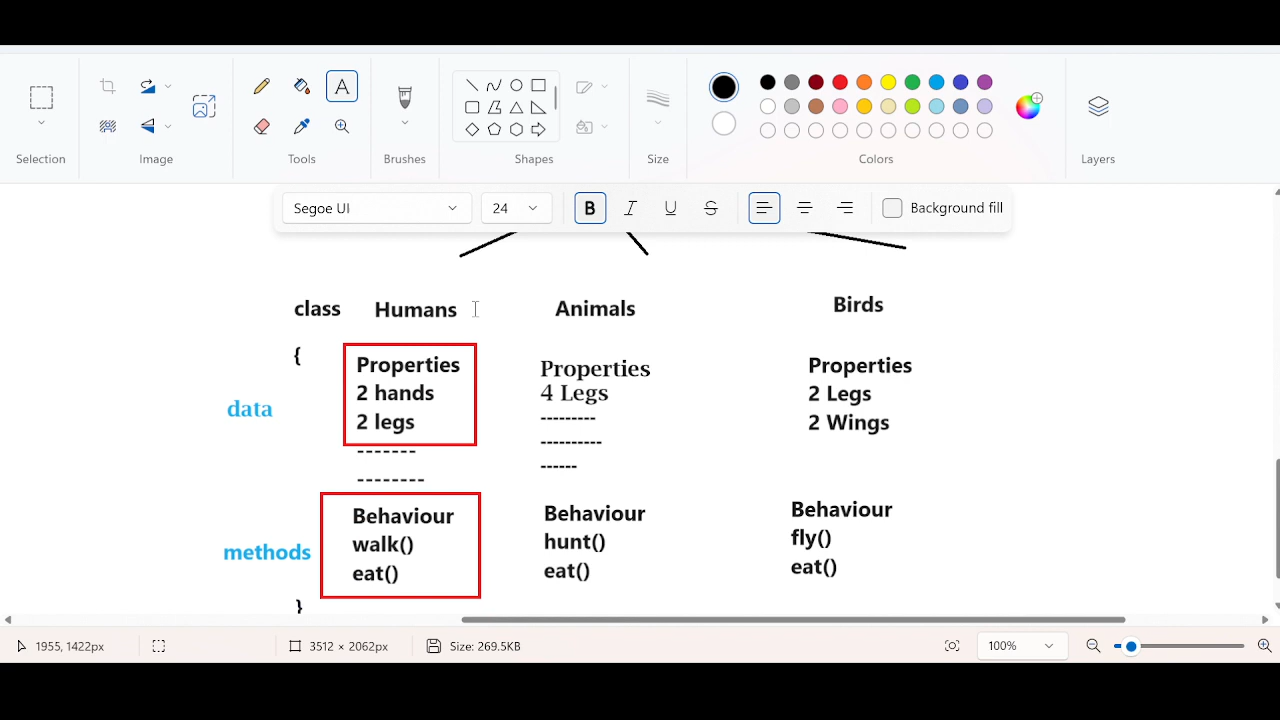 Selection
Image
Tools
Brushes
Shapes
Size
Colors
Layers
Segoe UI
24
B I U S
Background fill
class Humans Animals Birds
{
Properties
2 hands
2 legs
-------
--------
Properties
4 Legs
---------
----------
------
Properties
2 Legs
2 Wings
data
Behaviour
walk()
eat()
Behaviour
hunt()
eat()
Behaviour
fly()
eat()
methods
}
1955, 1422px
3512 × 2062px
Size: 269.5KB
100%